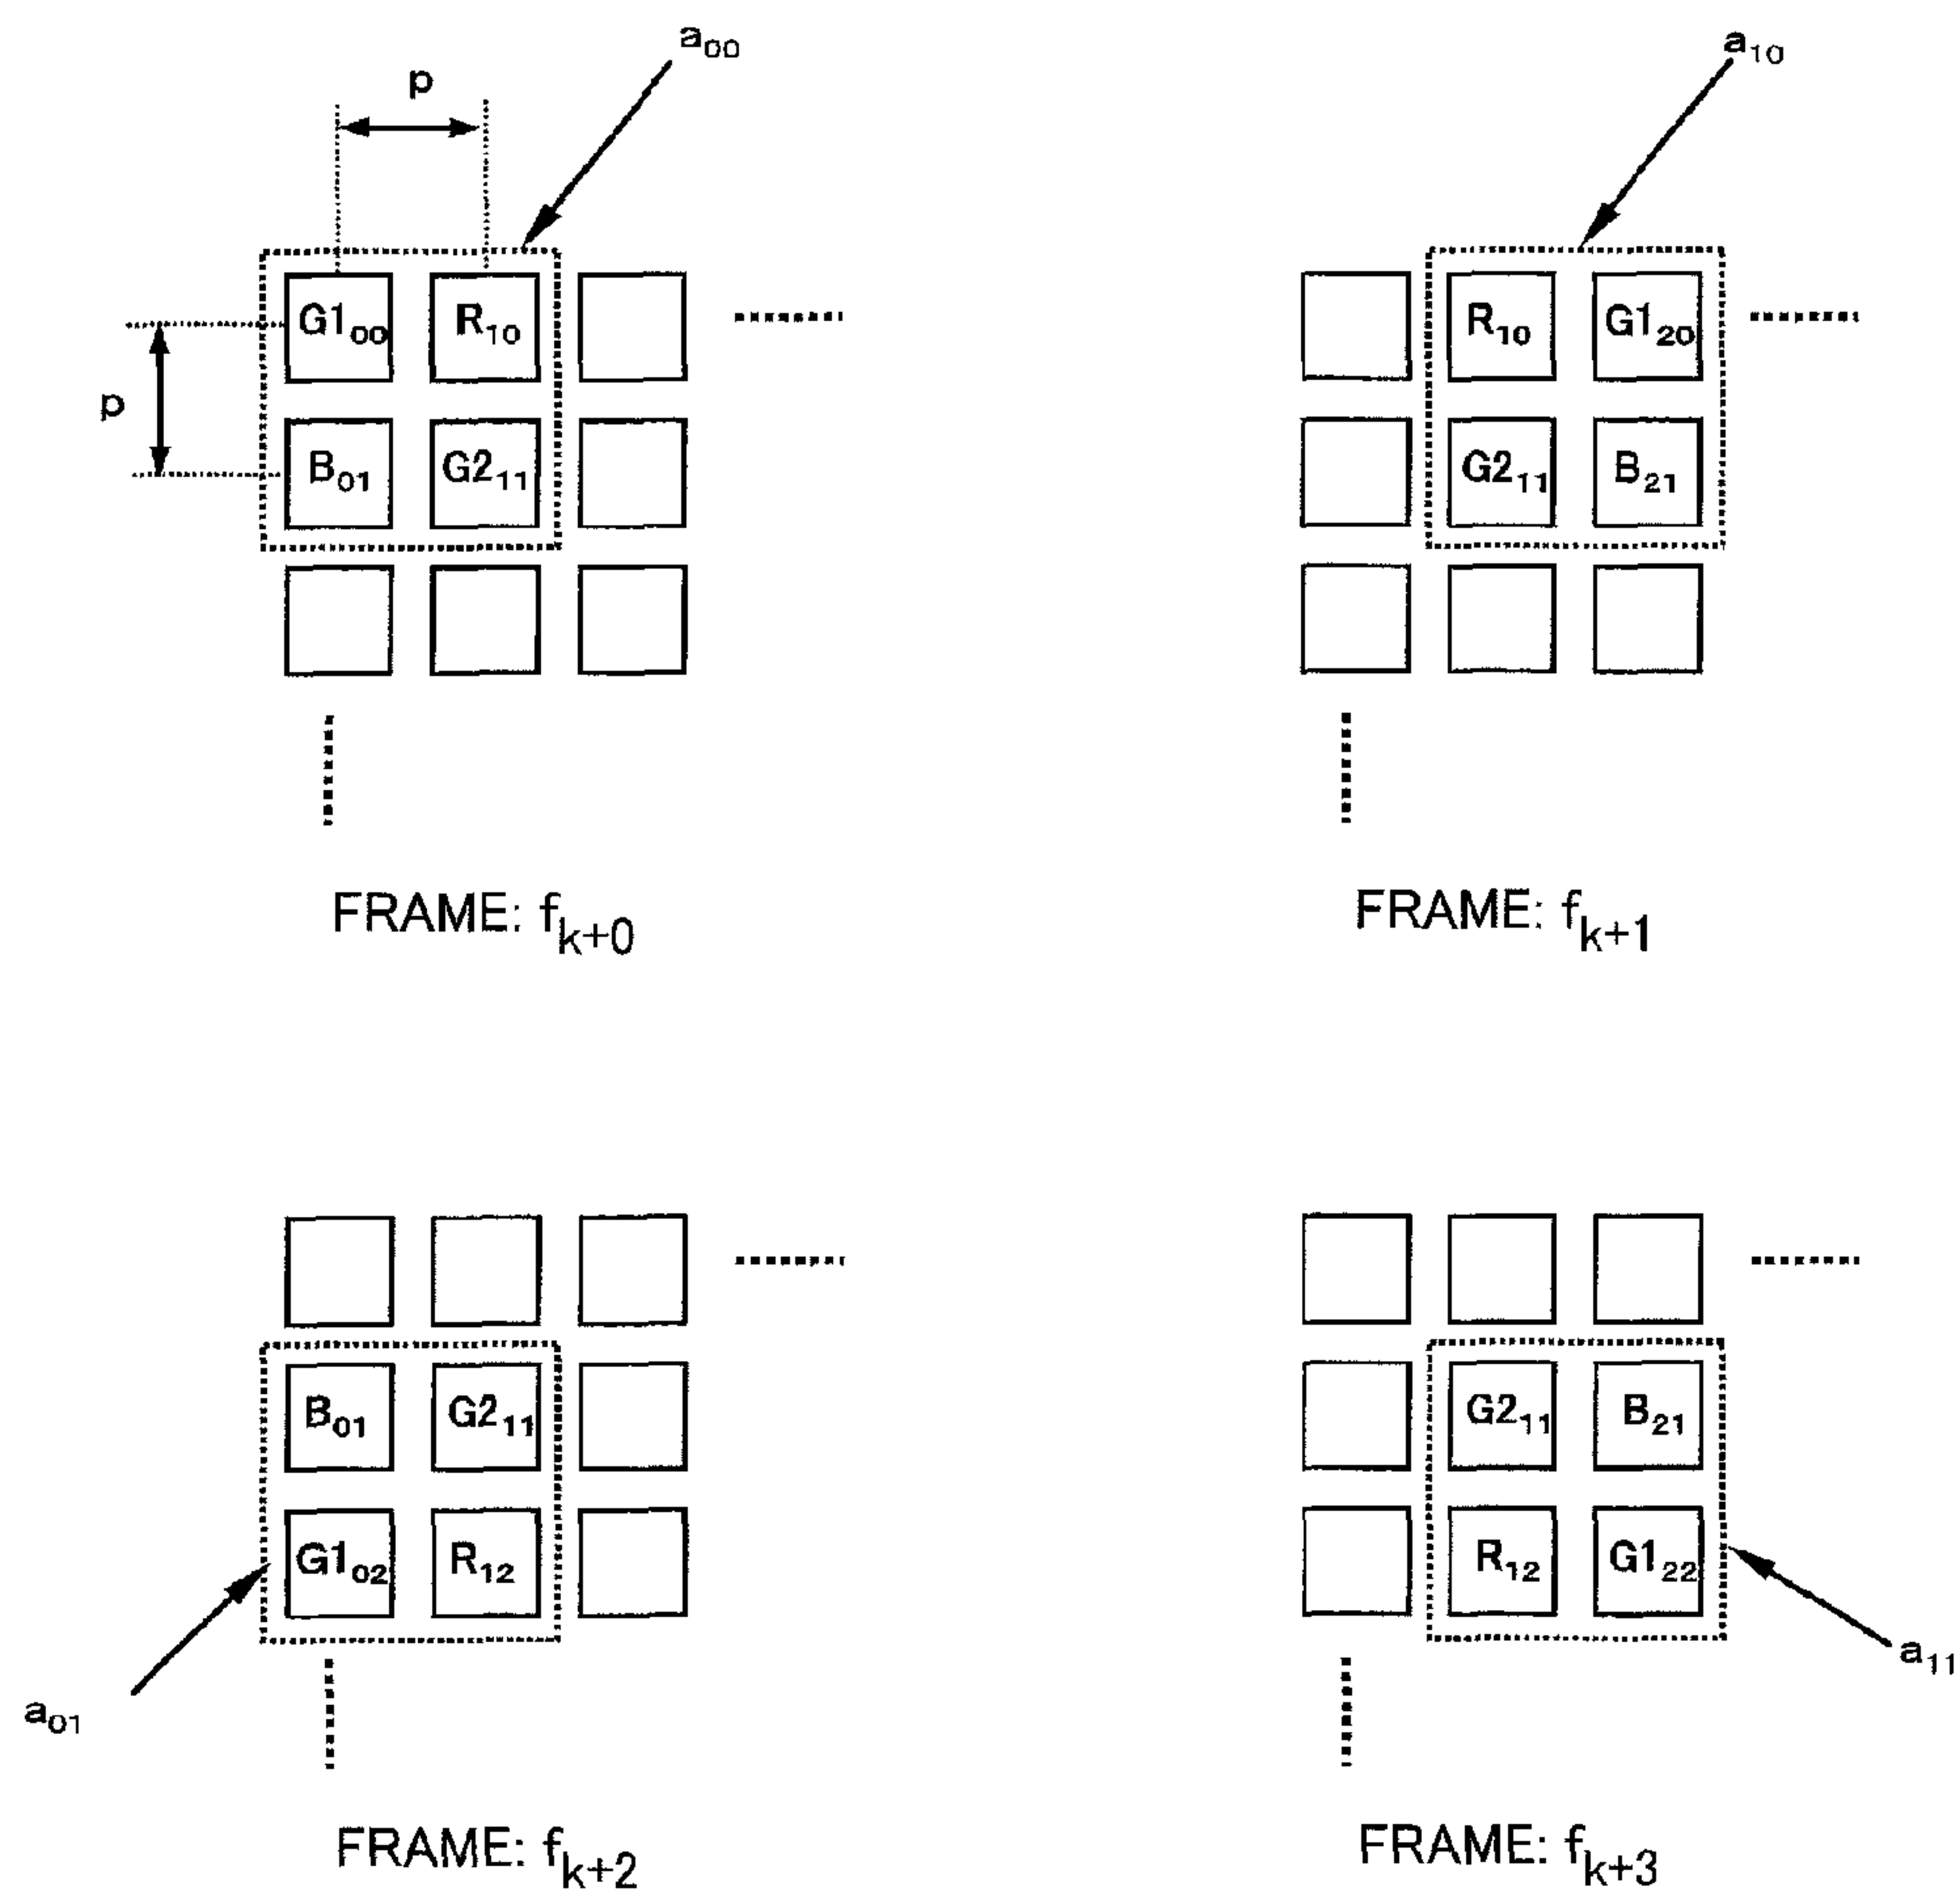 a00
a10
p
G100 R10
R10 G120
p
B01 G211
G211 B21
FRAME: fk+0
FRAME: fk+1
B01 G211
G211 B21
G102 R12
R12 G122
a01
a11
FRAME: fk+2
FRAME: fk+3